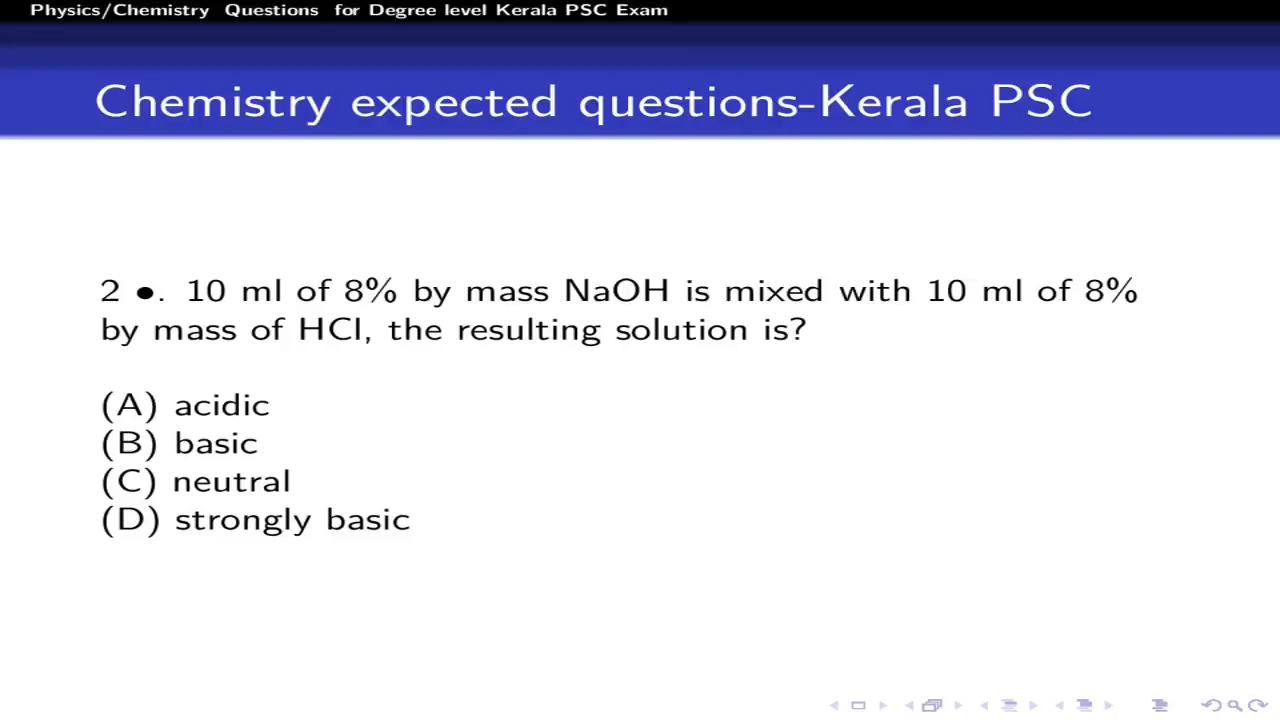 Physics/Chemistry Questions for Degree level Kerala PSC Exam
Chemistry expected questions-Kerala PSC
2 •. 10 ml of 8% by mass NaOH is mixed with 10 ml of 8%
by mass of HCl, the resulting solution is?
(A) acidic
(B) basic
(C) neutral
(D) strongly basic